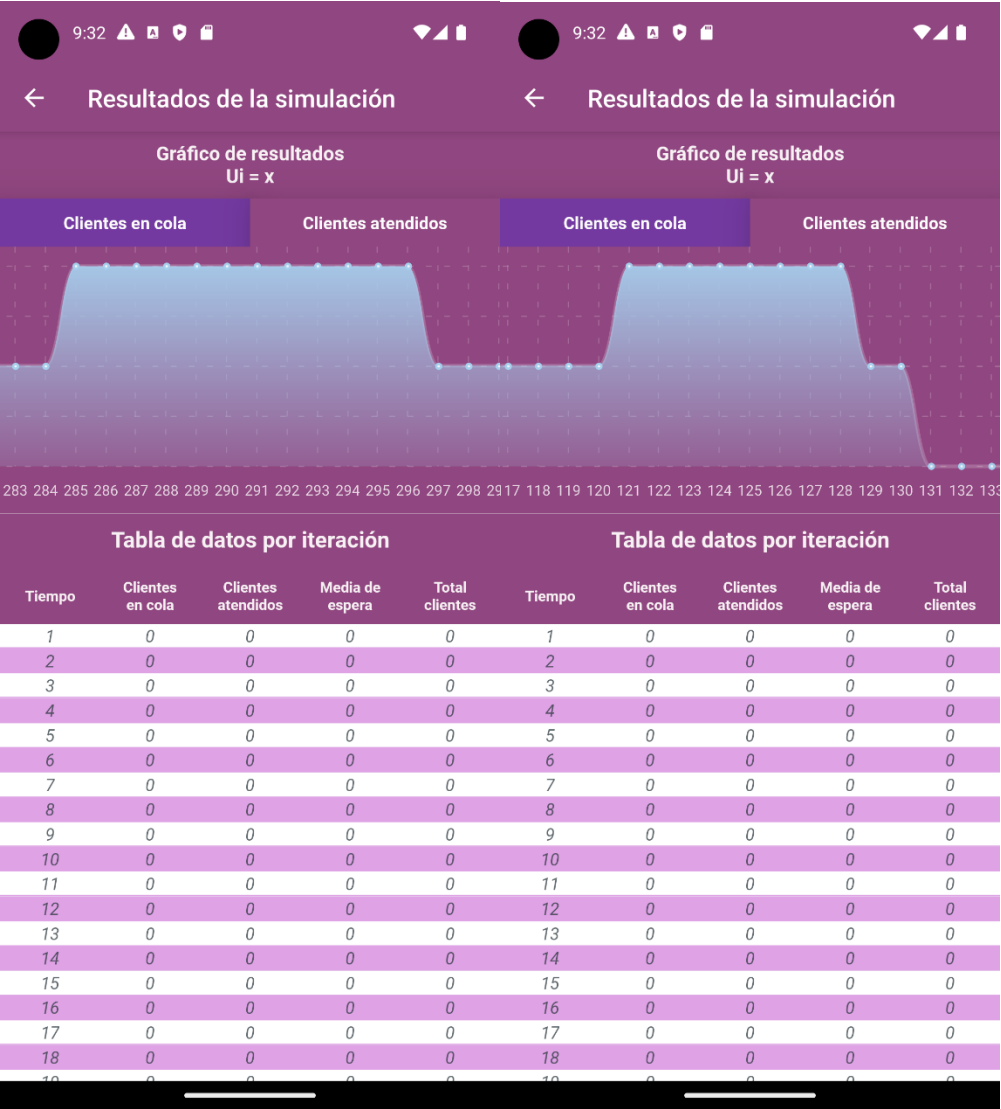 9:32
Resultados de la simulación
Gráfico de resultados
Ui = x
Clientes en cola Clientes atendidos
283 284 285 286 287 288 289 290 291 292 293 294 295 296 297 298
Tabla de datos por iteración
Tiempo Clientes en cola Clientes atendidos Media de espera Total clientes
1 0 0 0 0
2 0 0 0 0
3 0 0 0 0
4 0 0 0 0
5 0 0 0 0
6 0 0 0 0
7 0 0 0 0
8 0 0 0 0
9 0 0 0 0
10 0 0 0 0
11 0 0 0 0
12 0 0 0 0
13 0 0 0 0
14 0 0 0 0
15 0 0 0 0
16 0 0 0 0
17 0 0 0 0
18 0 0 0 0
9:32
Resultados de la simulación
Gráfico de resultados
Ui = x
Clientes en cola Clientes atendidos
118 119 120 121 122 123 124 125 126 127 128 129 130 131 132
Tabla de datos por iteración
Tiempo Clientes en cola Clientes atendidos Media de espera Total clientes
1 0 0 0 0
2 0 0 0 0
3 0 0 0 0
4 0 0 0 0
5 0 0 0 0
6 0 0 0 0
7 0 0 0 0
8 0 0 0 0
9 0 0 0 0
10 0 0 0 0
11 0 0 0 0
12 0 0 0 0
13 0 0 0 0
14 0 0 0 0
15 0 0 0 0
16 0 0 0 0
17 0 0 0 0
18 0 0 0 0